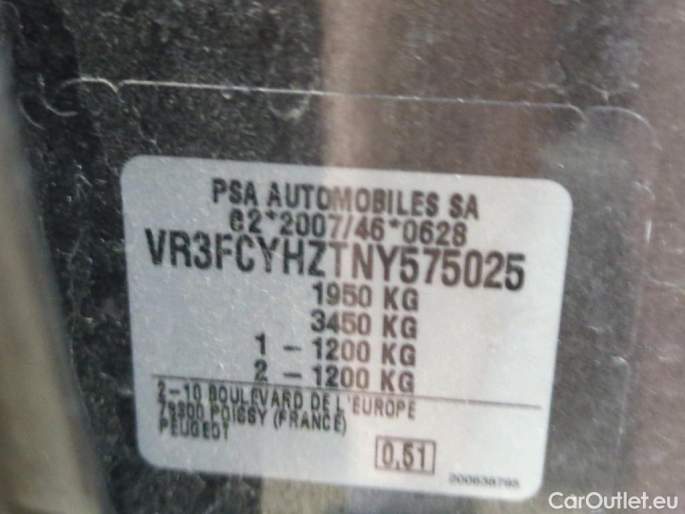 PSA AUTOMOBILES SA
e2*2007/46*0628
VR3FCYHZTNY575025
1950 KG
3450 KG
1 - 1200 KG
2 - 1200 KG
2-10 BOULEVARD DE L'EUROPE
78300 POISSY (FRANCE)
PEUGEOT
0,51
CarOutlet.eu